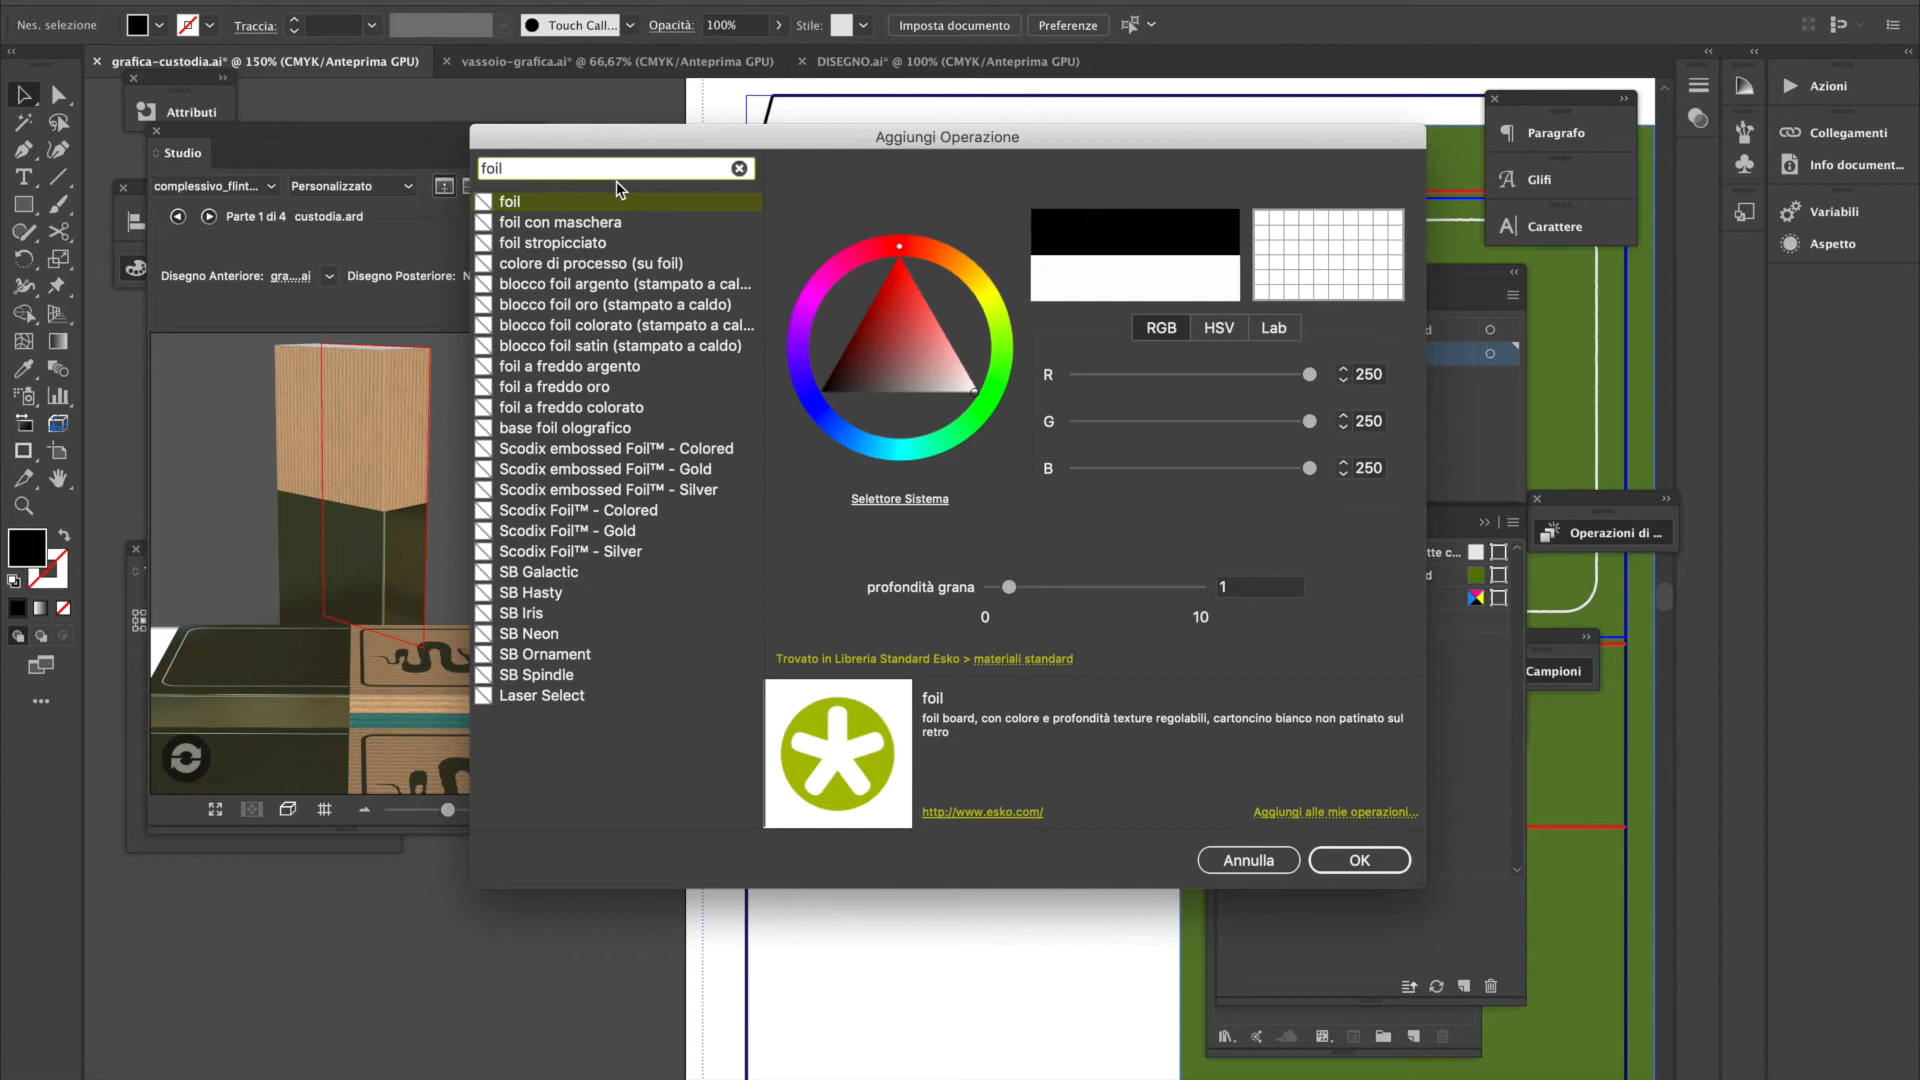 Nes. selezione
Traccia:
Touch Call...
Opacità:
100%
Stile:
Imposta documento
Preferenze
grafica-custodia.ai* @ 150% (CMYK/Anteprima GPU)
vassoio-grafica.ai* @ 66,67% (CMYK/Anteprima GPU)
DISEGNO.ai* @ 100% (CMYK/Anteprima GPU)
Attributi
Studio
complessivo_flint...
Personalizzato
Parte 1 di 4
custodia.ard
Disegno Anteriore:
gra....ai
Disegno Posteriore:
Aggiungi Operazione
foil
foil
foil con maschera
foil stropicciato
colore di processo (su foil)
blocco foil argento (stampato a cal...
blocco foil oro (stampato a caldo)
blocco foil colorato (stampato a cal...
blocco foil satin (stampato a caldo)
foil a freddo argento
foil a freddo oro
foil a freddo colorato
base foil olografico
Scodix embossed Foil™ - Colored
Scodix embossed Foil™ - Gold
Scodix embossed Foil™ - Silver
Scodix Foil™ - Colored
Scodix Foil™ - Gold
Scodix Foil™ - Silver
SB Galactic
SB Hasty
SB Iris
SB Neon
SB Ornament
SB Spindle
Laser Select
Selettore Sistema
RGB
HSV
Lab
R
250
G
250
B
250
profondità grana
1
0
10
Trovato in Libreria Standard Esko > materiali standard
foil
foil board, con colore e profondità texture regolabili, cartoncino bianco non patinato sul
retro
http://www.esko.com/
Aggiungi alle mie operazioni...
Annulla
OK
Paragrafo
Glifi
Carattere
Operazioni di ...
Campioni
Azioni
Collegamenti
Info document...
Variabili
Aspetto